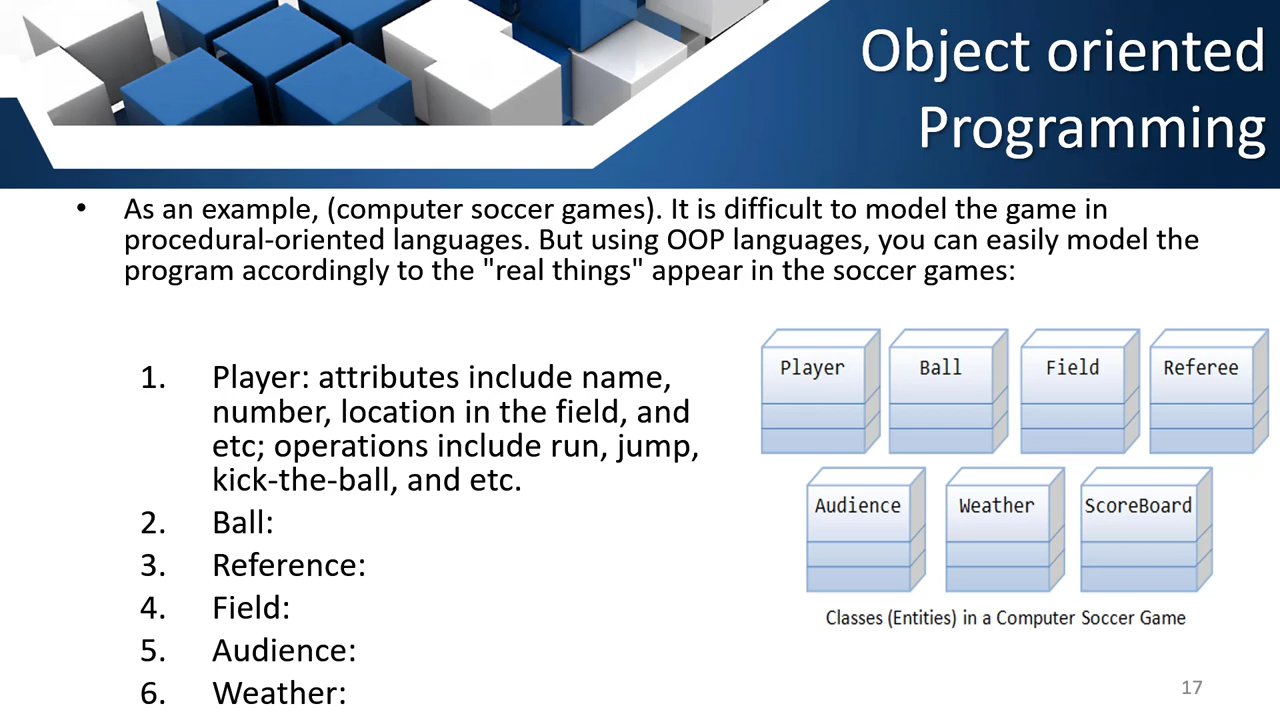 Object oriented
Programming
• As an example, (computer soccer games). It is difficult to model the game in
procedural-oriented languages. But using OOP languages, you can easily model the
program accordingly to the "real things" appear in the soccer games:
1. Player: attributes include name,
number, location in the field, and
etc; operations include run, jump,
kick-the-ball, and etc.
2. Ball:
3. Reference:
4. Field:
5. Audience:
6. Weather:
Player Ball Field Referee
Audience Weather ScoreBoard
Classes (Entities) in a Computer Soccer Game
17